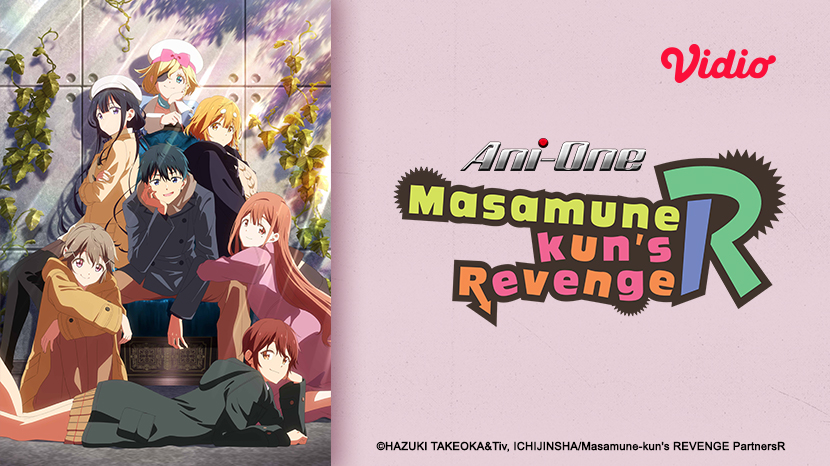 Vidio
Ani-One
Masamune
kun's
Revenge R
©HAZUKI TAKEOKA&Tiv, ICHIJINSHA/Masamune-kun's REVENGE PartnersR